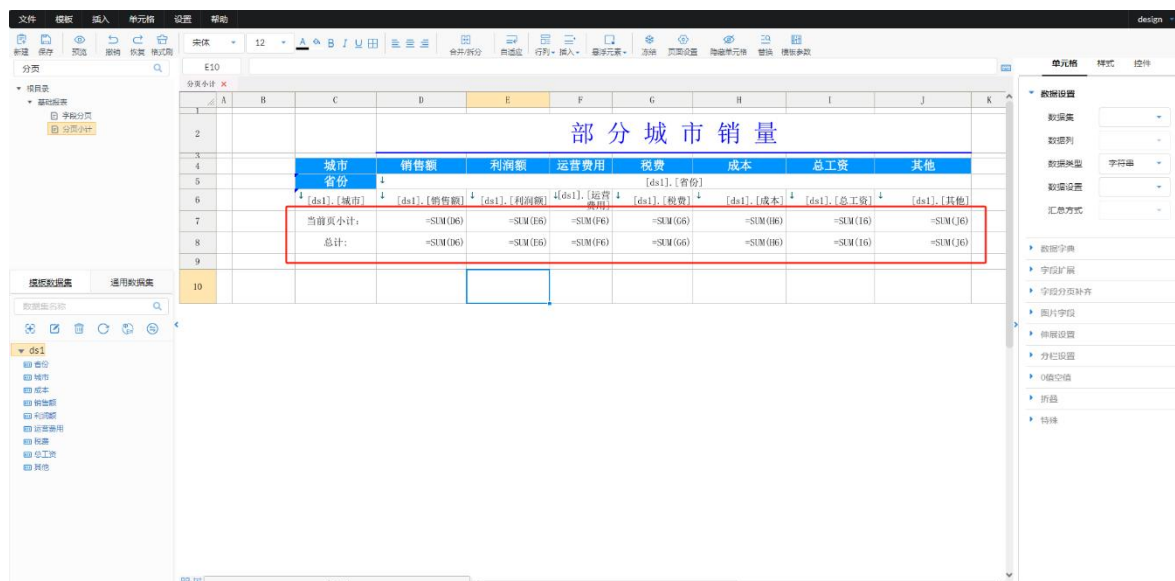 文件 模板 插入 单元格 设置 帮助 design
新建 保存 预览 撤销 恢复 格式刷 宋体 12 A B I U 合并/拆分 自适应 行列 插入 悬浮元素 冻结 页面设置 隐藏单元格 替换 模板参数
分页 E10 单元格 样式 控件
根目录
基础报表
字段分页
分页小计
分页小计 ×
A B C D E F G H I J K
1
2 部分城市销量
3
4 城市 销售额 利润额 运营费用 税费 成本 总工资 其他
5 省份 [ds1].[省份]
6 [ds1].[城市] [ds1].[销售额] [ds1].[利润额] [ds1].[运营费用] [ds1].[税费] [ds1].[成本] [ds1].[总工资] [ds1].[其他]
7 当前页小计: =SUM(D6) =SUM(E6) =SUM(F6) =SUM(G6) =SUM(H6) =SUM(I6) =SUM(J6)
8 总计: =SUM(D6) =SUM(E6) =SUM(F6) =SUM(G6) =SUM(H6) =SUM(I6) =SUM(J6)
9
10
模板数据集 通用数据集
数据集名称
ds1
省份
城市
成本
销售额
利润额
运营费用
税费
总工资
其他
数据设置
数据集
数据列
数据类型 字符串
数据设置
汇总方式
数据字典
字段扩展
字段分页补齐
图片字段
伸展设置
分栏设置
0值空值
折叠
特殊